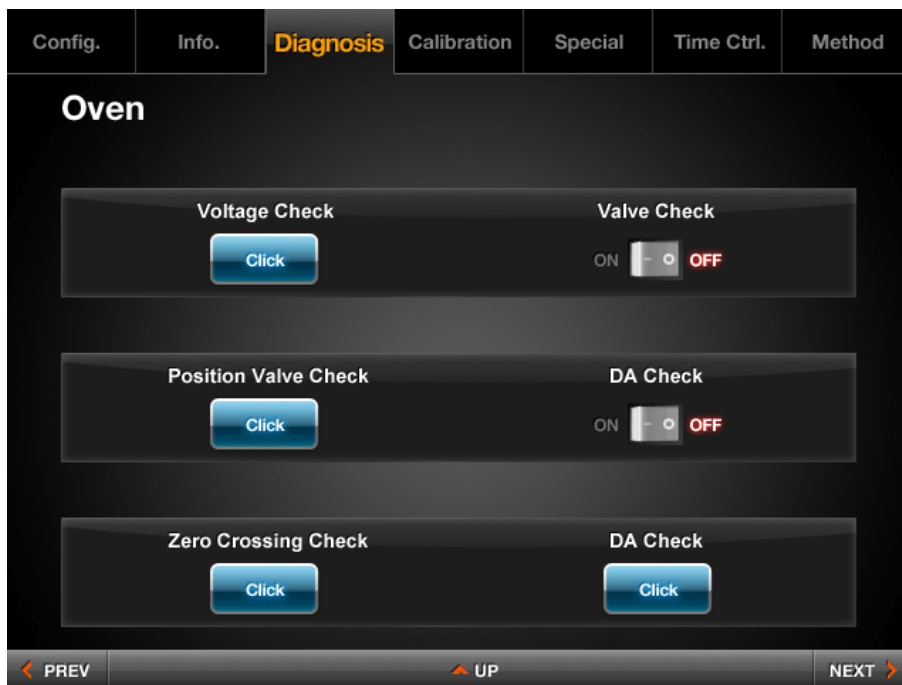 Config. Info. Diagnosis Calibration Special Time Ctrl. Method
Oven
Voltage Check Valve Check
Click ON OFF
Position Valve Check DA Check
Click ON OFF
Zero Crossing Check DA Check
Click Click
PREV UP NEXT